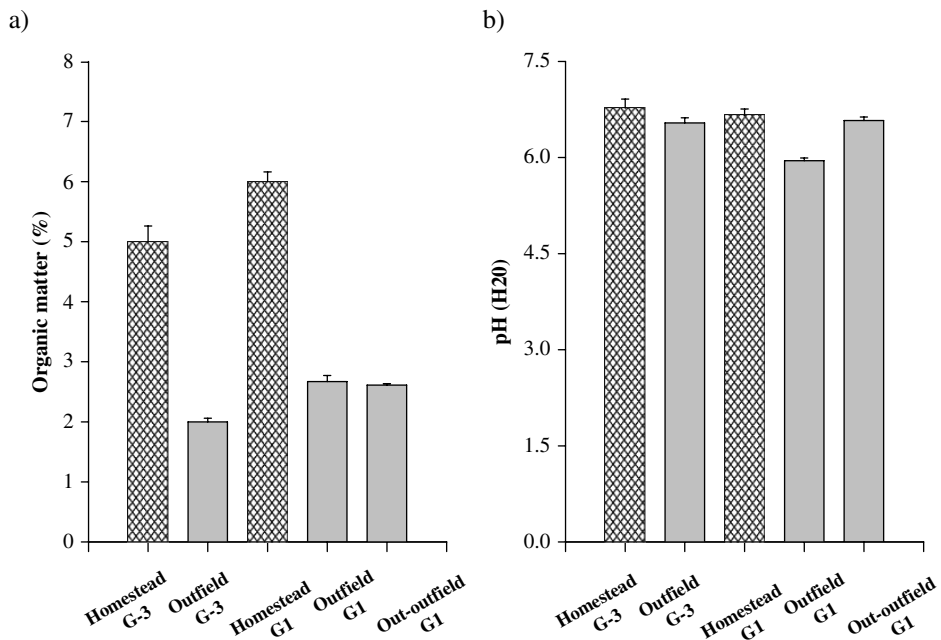 a)
b)
8
7
6
5
4
3
2
1
0
Organic matter (%)
Homestead
G-3
Outfield
G-3
Homestead
G1
Outfield
G1
Out-outfield
G1
7.5
6.0
4.5
3.0
1.5
0.0
pH (H20)
Homestead
G-3
Outfield
G-3
Homestead
G1
Outfield
G1
Out-outfield
G1